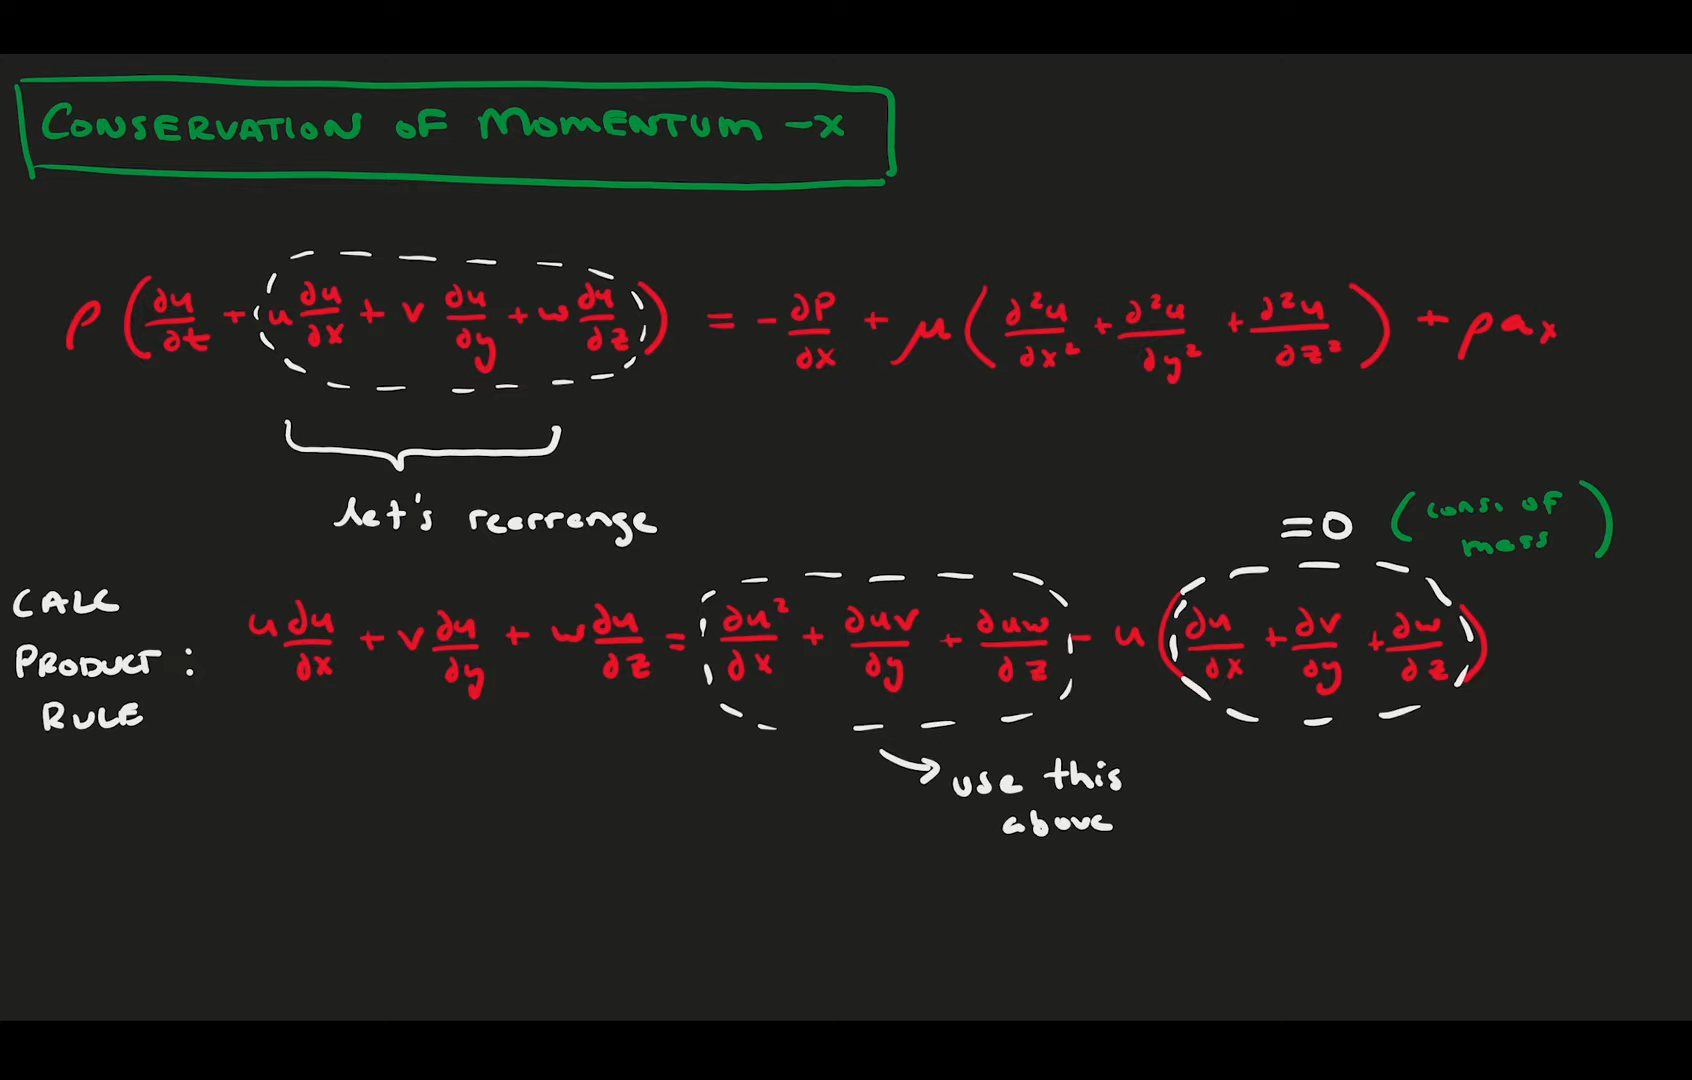 CONSERVATION OF MOMENTUM -x
ρ(∂u/∂t + u ∂u/∂x + v ∂u/∂y + w ∂u/∂z) = - ∂P/∂x + μ(∂²u/∂x² + ∂²u/∂y² + ∂²u/∂z²) + ρax
let's rearrange
=0 (cons. of mass)
CALC PRODUCT RULE:
u ∂u/∂x + v ∂u/∂y + w ∂u/∂z = ∂u²/∂x + ∂uv/∂y + ∂uw/∂z - u(∂u/∂x + ∂v/∂y + ∂w/∂z)
use this
above